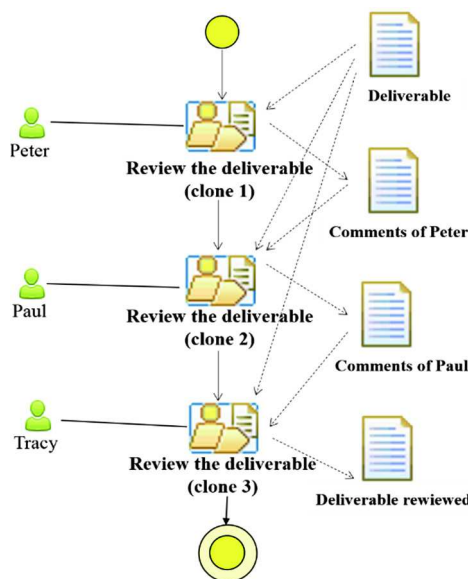 Deliverable
Peter
Review the deliverable
(clone 1)
Comments of Peter
Paul
Review the deliverable
(clone 2)
Comments of Paul
Tracy
Review the deliverable
(clone 3)
Deliverable rewiewed